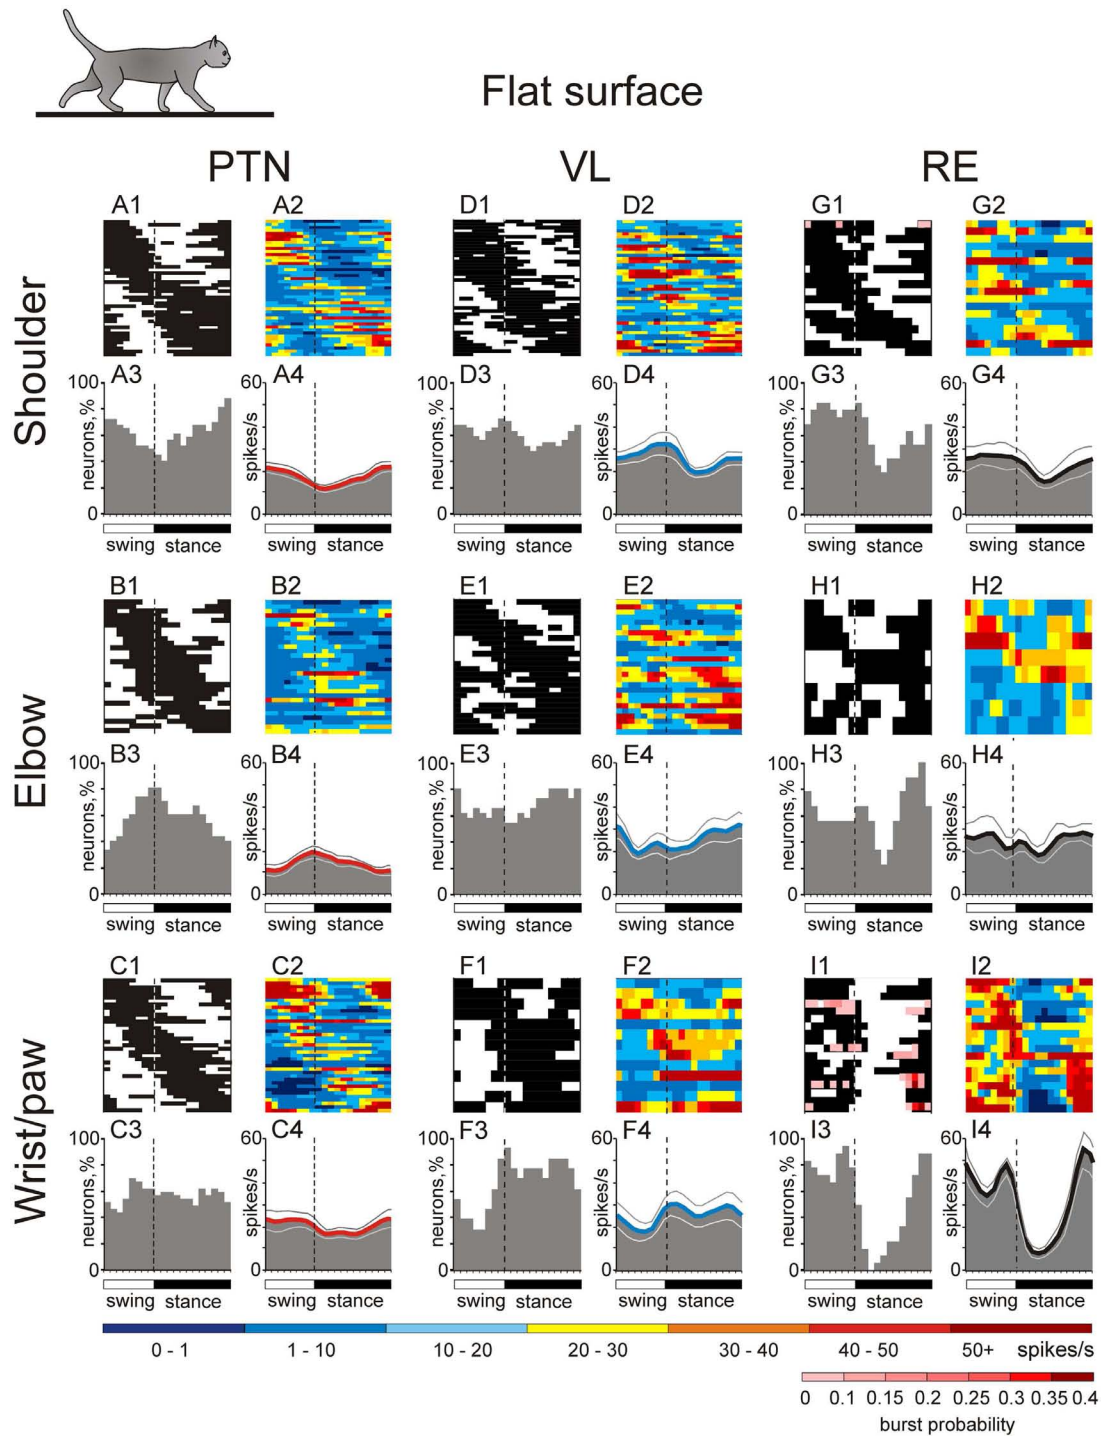 Flat surface
PTN VL RE
Shoulder
A1 A2 D1 D2 G1 G2
A3 A4 D3 D4 G3 G4
100 60 100 60 100 60
neurons, % spikes/s neurons, % spikes/s neurons, % spikes/s
0 0 0 0 0 0
swing stance swing stance swing stance swing stance swing stance swing stance
Elbow
B1 B2 E1 E2 H1 H2
B3 B4 E3 E4 H3 H4
100 60 100 60 100 60
neurons, % spikes/s neurons, % spikes/s neurons, % spikes/s
0 0 0 0 0 0
swing stance swing stance swing stance swing stance swing stance swing stance
Wrist/paw
C1 C2 F1 F2 I1 I2
C3 C4 F3 F4 I3 I4
100 60 100 60 100 60
neurons, % spikes/s neurons, % spikes/s neurons, % spikes/s
0 0 0 0 0 0
swing stance swing stance swing stance swing stance swing stance swing stance
0 - 1 1 - 10 10 - 20 20 - 30 30 - 40 40 - 50 50+ spikes/s
0 0.1 0.15 0.2 0.25 0.3 0.35 0.4
burst probability